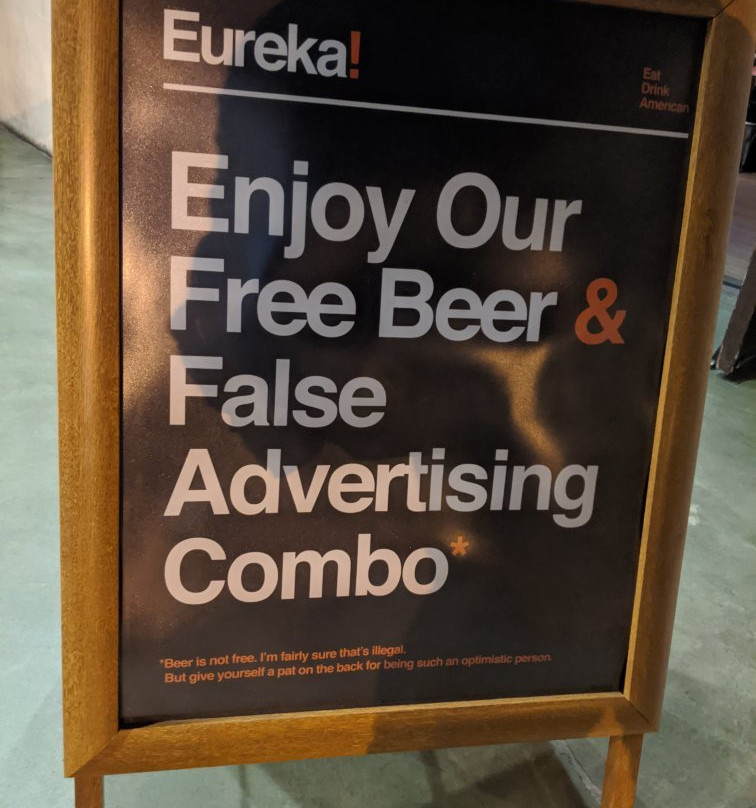 Eureka!
Eat
Drink
American
Enjoy Our
Free Beer &
False
Advertising
Combo*
*Beer is not free. I'm fairly sure that's illegal.
But give yourself a pat on the back for being such an optimistic person.